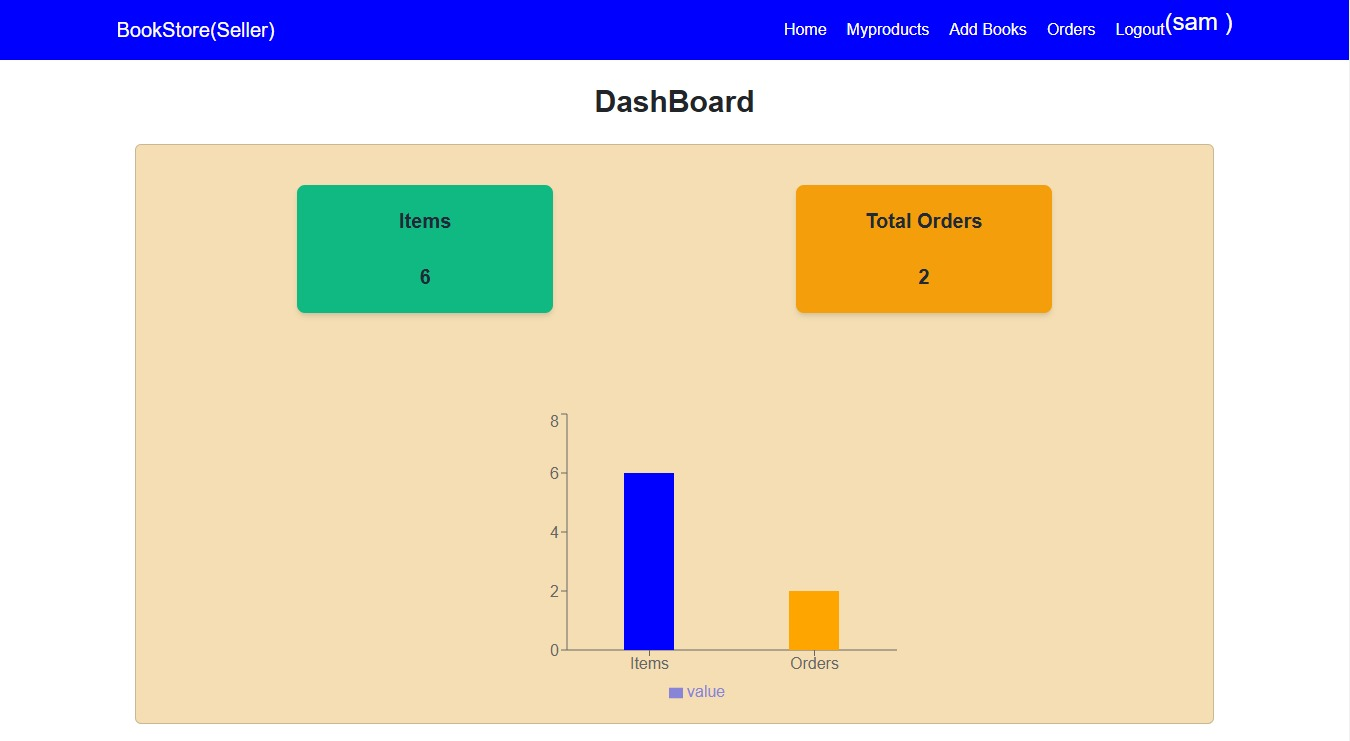 BookStore(Seller) Home Myproducts Add Books Orders Logout(sam )
DashBoard
Items Total Orders
6 2
8
6
4
2
0
Items Orders
value